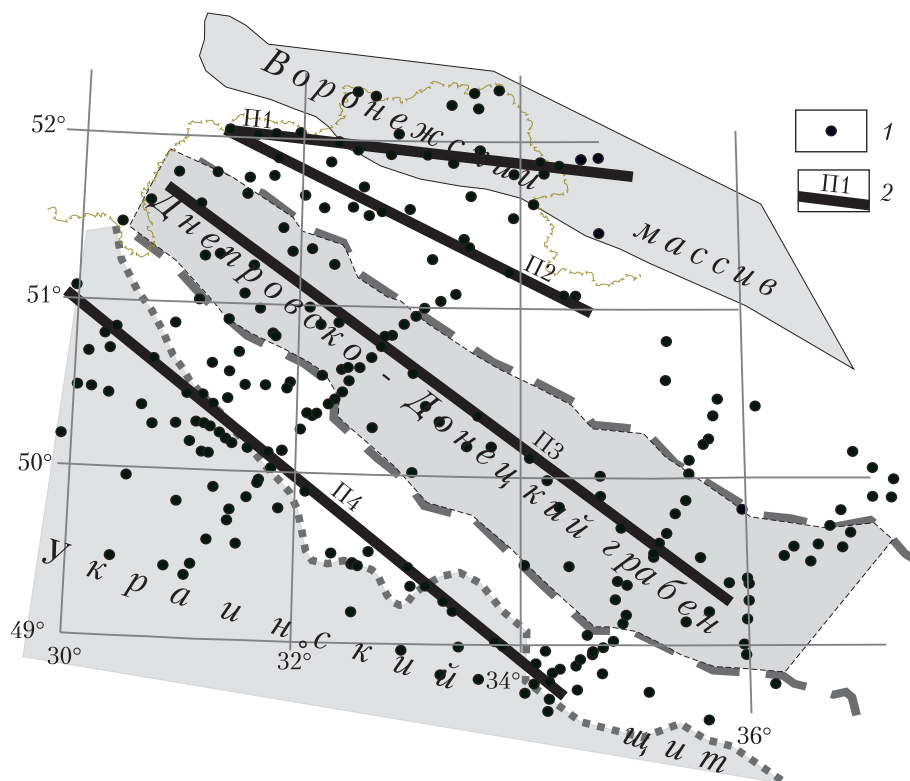 Воронежский
массив
52°
П1
1
П1
2
Днепровско-
Донецкий грабен
П2
51°
П3
50°
П4
Украинский
щит
49°
30°
32°
34°
36°